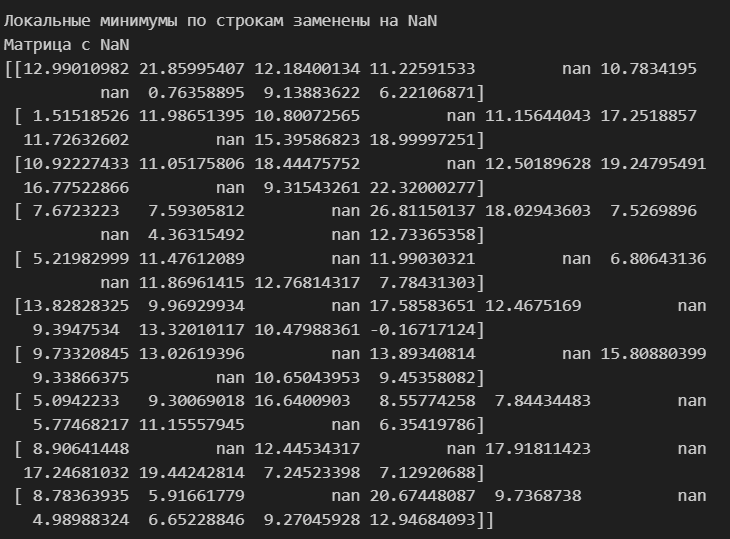 Локальные минимумы по строкам заменены на NaN
Матрица с NaN
[[12.99010982 21.85995407 12.18400134 11.22591533         nan 10.7834195
          nan  0.76358895  9.13883622  6.22106871]
 [ 1.51518526 11.98651395 10.80072565         nan 11.15644043 17.2518857
  11.72632602         nan 15.39586823 18.99997251]
 [10.92227433 11.05175806 18.44475752         nan 12.50189628 19.24795491
  16.77522866         nan  9.31543261 22.32000277]
 [ 7.6723223   7.59305812         nan 26.81150137 18.02943603  7.5269896
          nan  4.36315492         nan 12.73365358]
 [ 5.21982999 11.47612089         nan 11.99030321         nan  6.80643136
          nan 11.86961415 12.76814317  7.78431303]
 [13.82828325  9.96929934         nan 17.58583651 12.4675169          nan
   9.3947534  13.32010117 10.47988361 -0.16717124]
 [ 9.73320845 13.02619396         nan 13.89340814         nan 15.80880399
   9.33866375         nan 10.65043953  9.45358082]
 [ 5.0942233   9.30069018 16.6400903   8.55774258  7.84434483         nan
   5.77468217 11.15557945         nan  6.35419786]
 [ 8.90641448         nan 12.44534317         nan 17.91811423         nan
  17.24681032 19.44242814  7.24523398  7.12920688]
 [ 8.78363935  5.91661779         nan 20.67448087  9.7368738          nan
   4.98988324  6.65228846  9.27045928 12.94684093]]